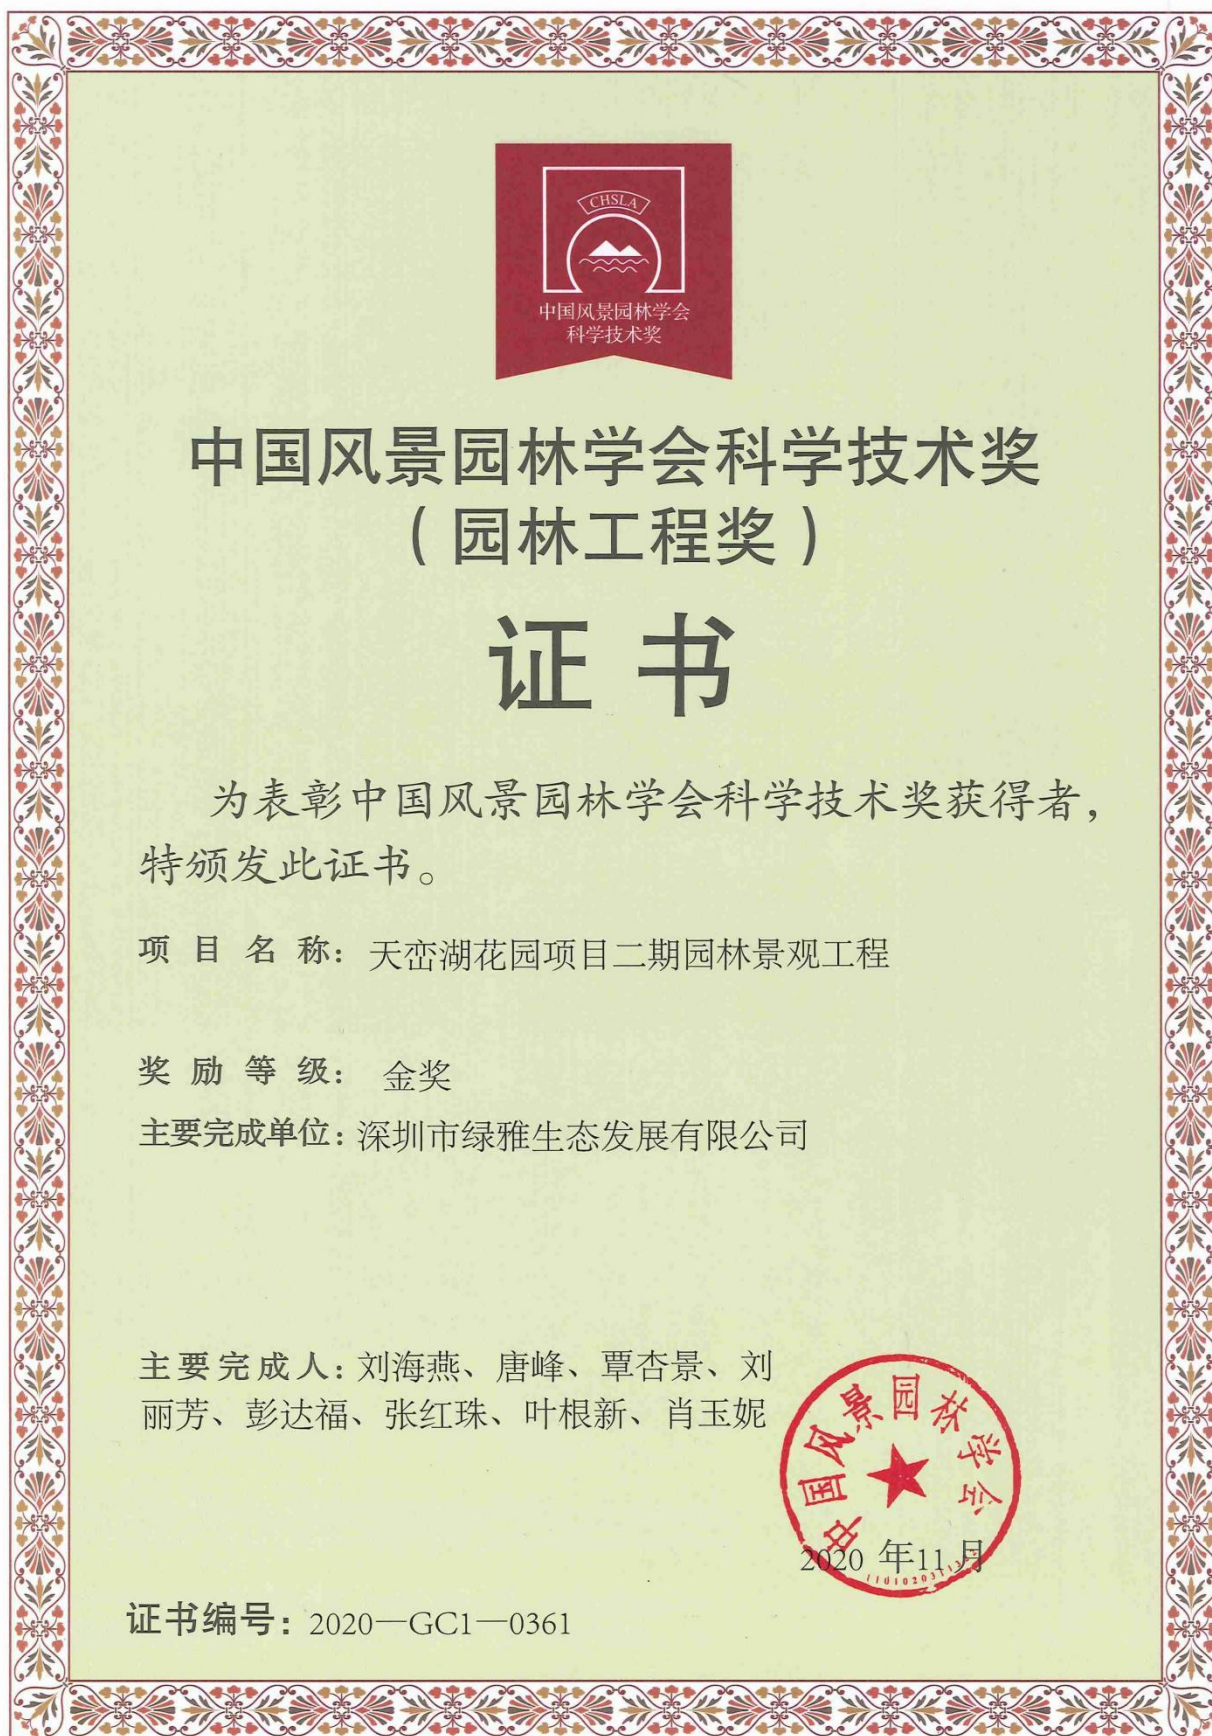 CHSLA
中国风景园林学会
科学技术奖
中国风景园林学会科学技术奖
（园林工程奖）
证书
为表彰中国风景园林学会科学技术奖获得者，
特颁发此证书。
项目名称：天峦湖花园项目二期园林景观工程
奖励等级：金奖
主要完成单位：深圳市绿雅生态发展有限公司
主要完成人：刘海燕、唐峰、覃杏景、刘
丽芳、彭达福、张红珠、叶根新、肖玉妮
中国风景园林学会
2020 年11月
证书编号：2020—GC1—0361